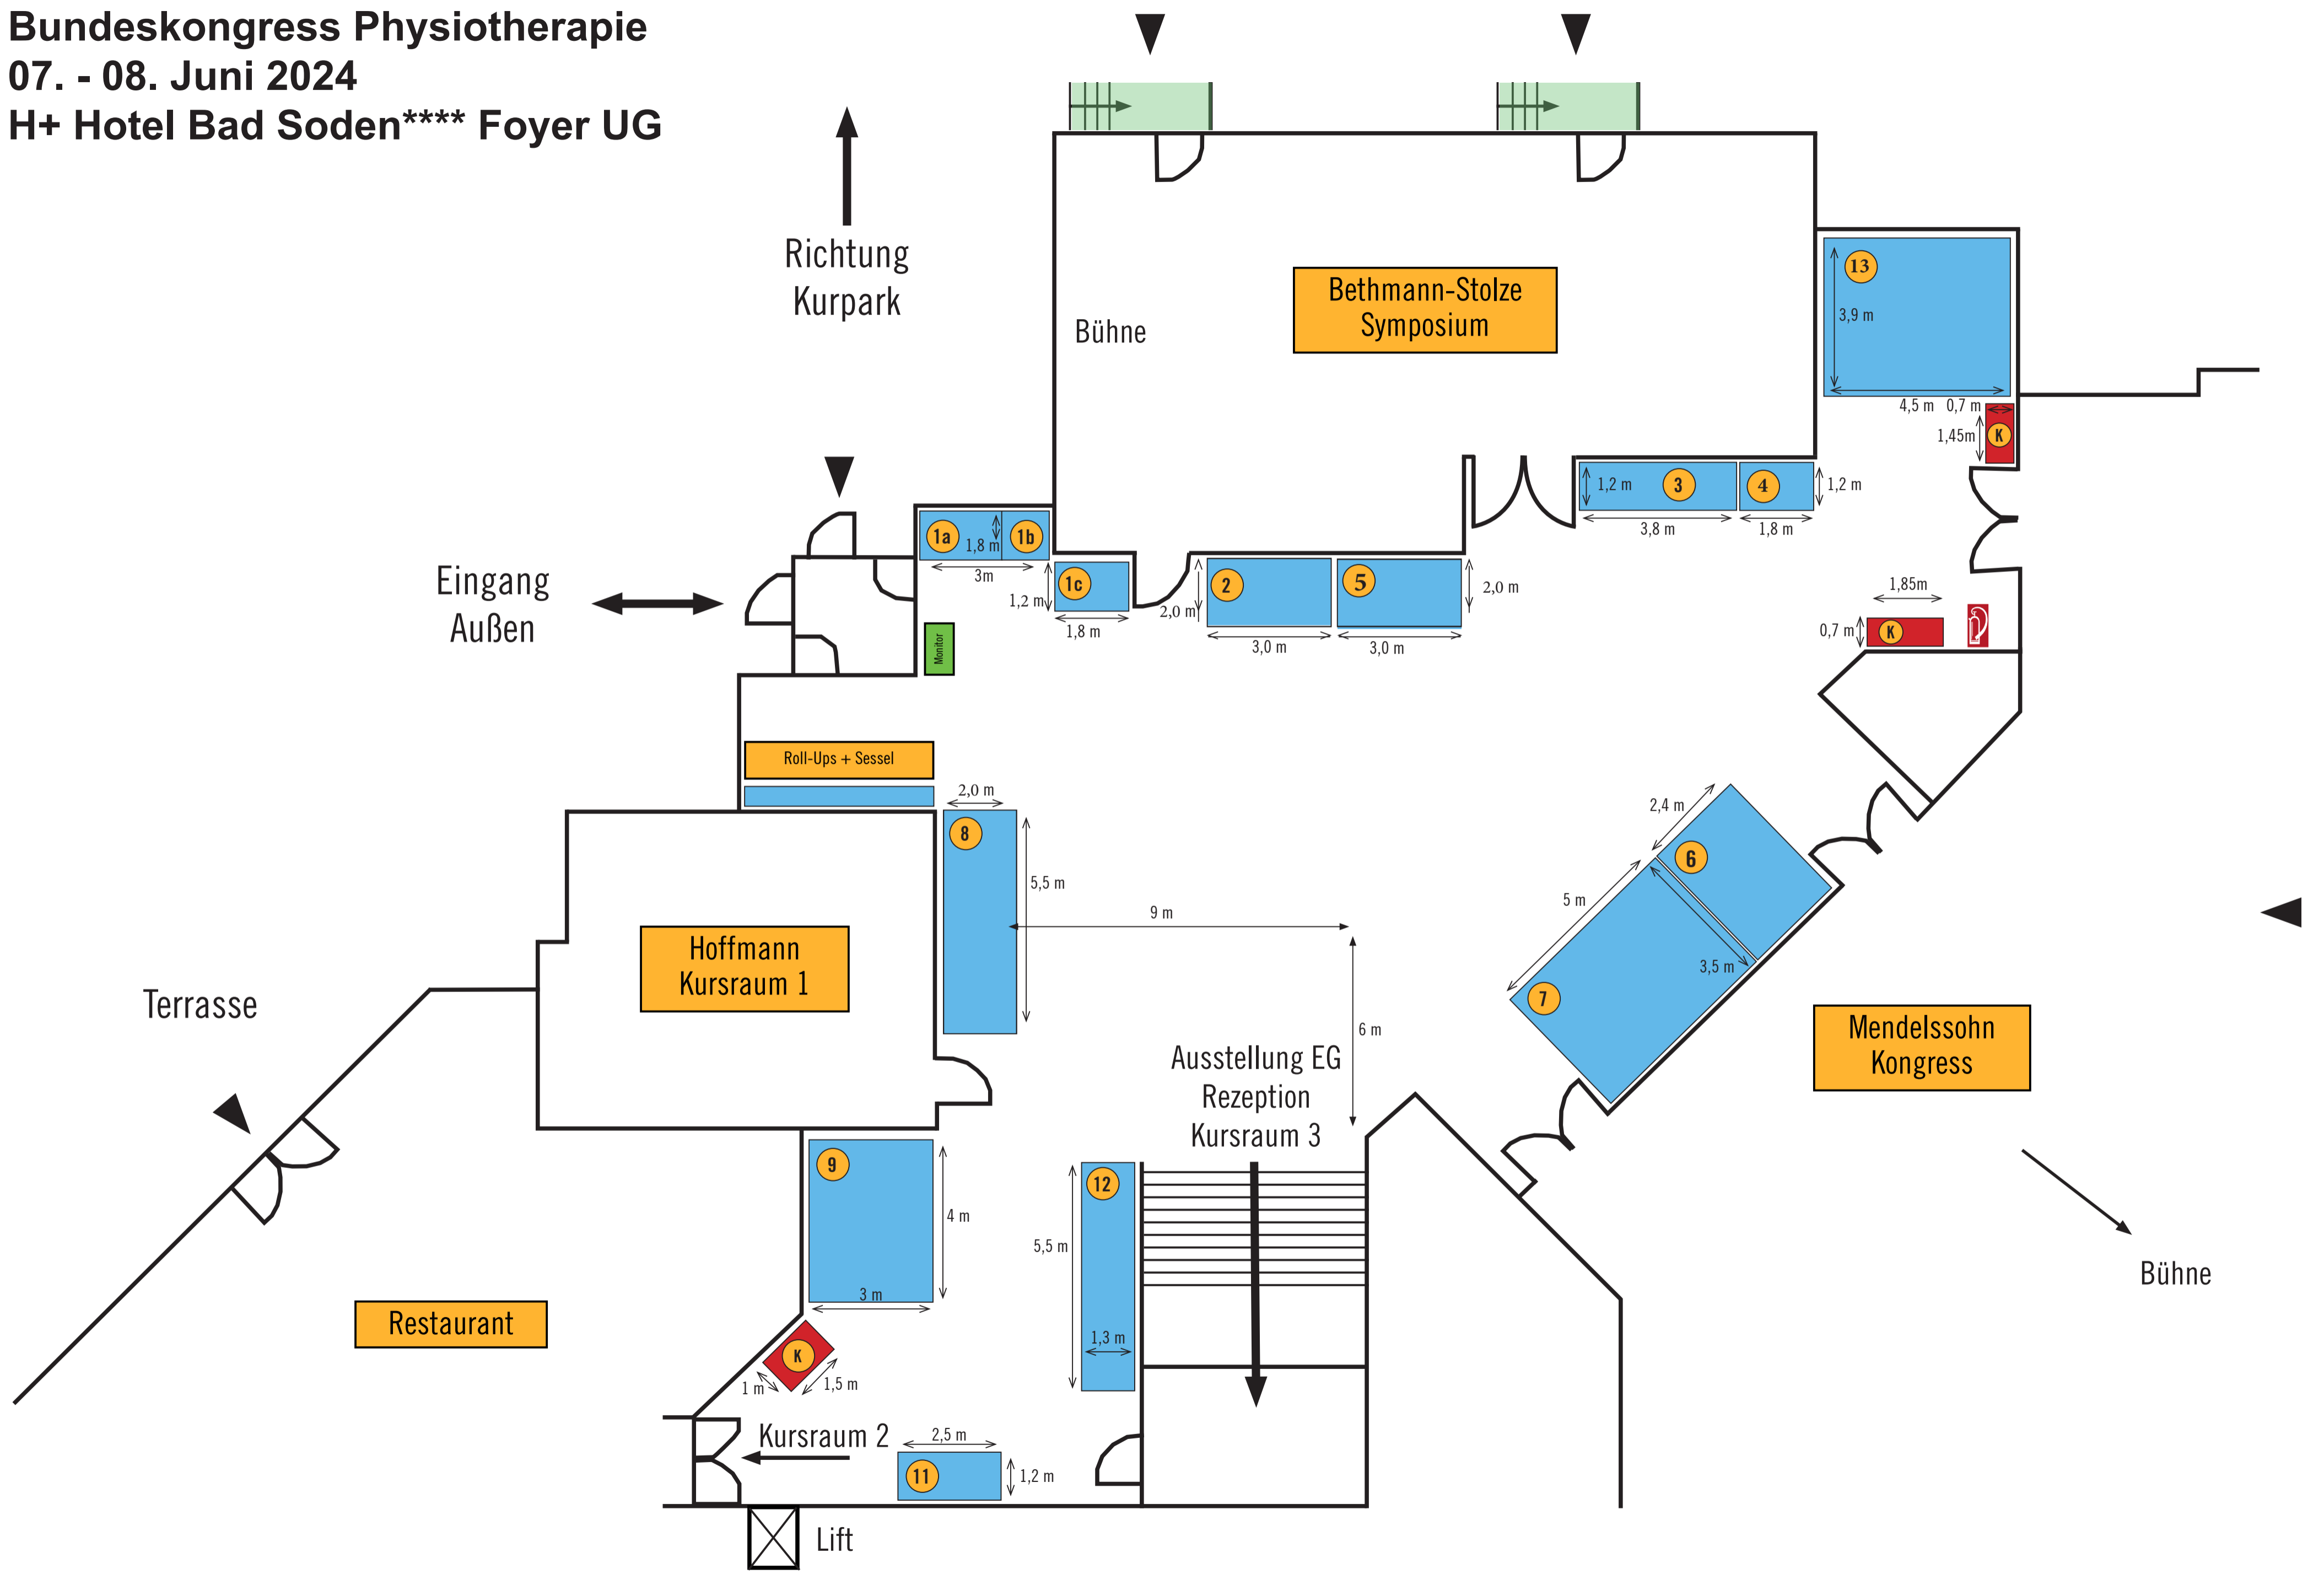 Bundeskongress Physiotherapie
07. - 08. Juni 2024
H+ Hotel Bad Soden**** Foyer UG
Richtung
Kurpark
Bühne
Bethmann-Stolze
Symposium
13
3,9 m
4,5 m
0,7 m
1,45m
K
1,2 m
3
4
1,2 m
3,8 m
1,8 m
1a
1,8 m
1b
3m
1c
1,2 m
1,8 m
2
2,0 m
3,0 m
5
2,0 m
3,0 m
1,85m
0,7 m
K
Eingang
Außen
Monitor
Roll-Ups + Sessel
2,0 m
8
5,5 m
9 m
6 m
2,4 m
6
5 m
3,5 m
7
Hoffmann
Kursraum 1
Terrasse
Mendelssohn
Kongress
Ausstellung EG
Rezeption
Kursraum 3
9
4 m
3 m
12
5,5 m
1,3 m
Bühne
Restaurant
K
1 m
1,5 m
Kursraum 2
2,5 m
11
1,2 m
Lift